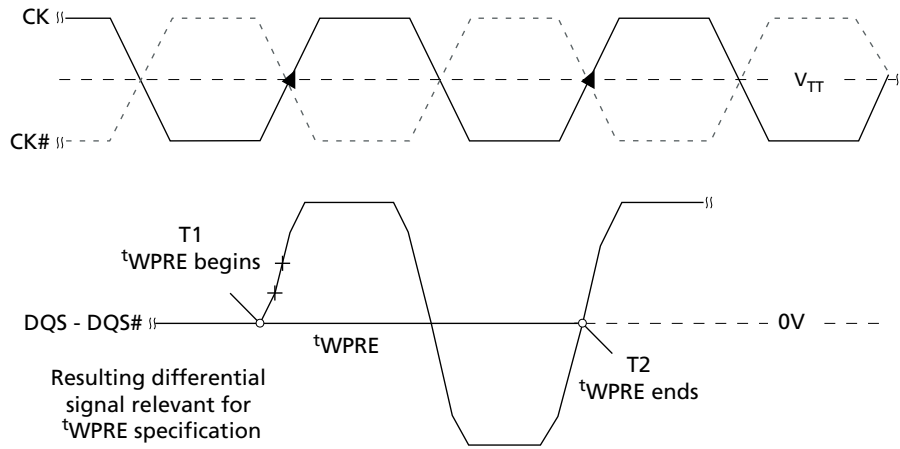 CK
V_TT
CK#
T1
tWPRE begins
DQS - DQS#
0V
tWPRE
T2
tWPRE ends
Resulting differential
signal relevant for
tWPRE specification